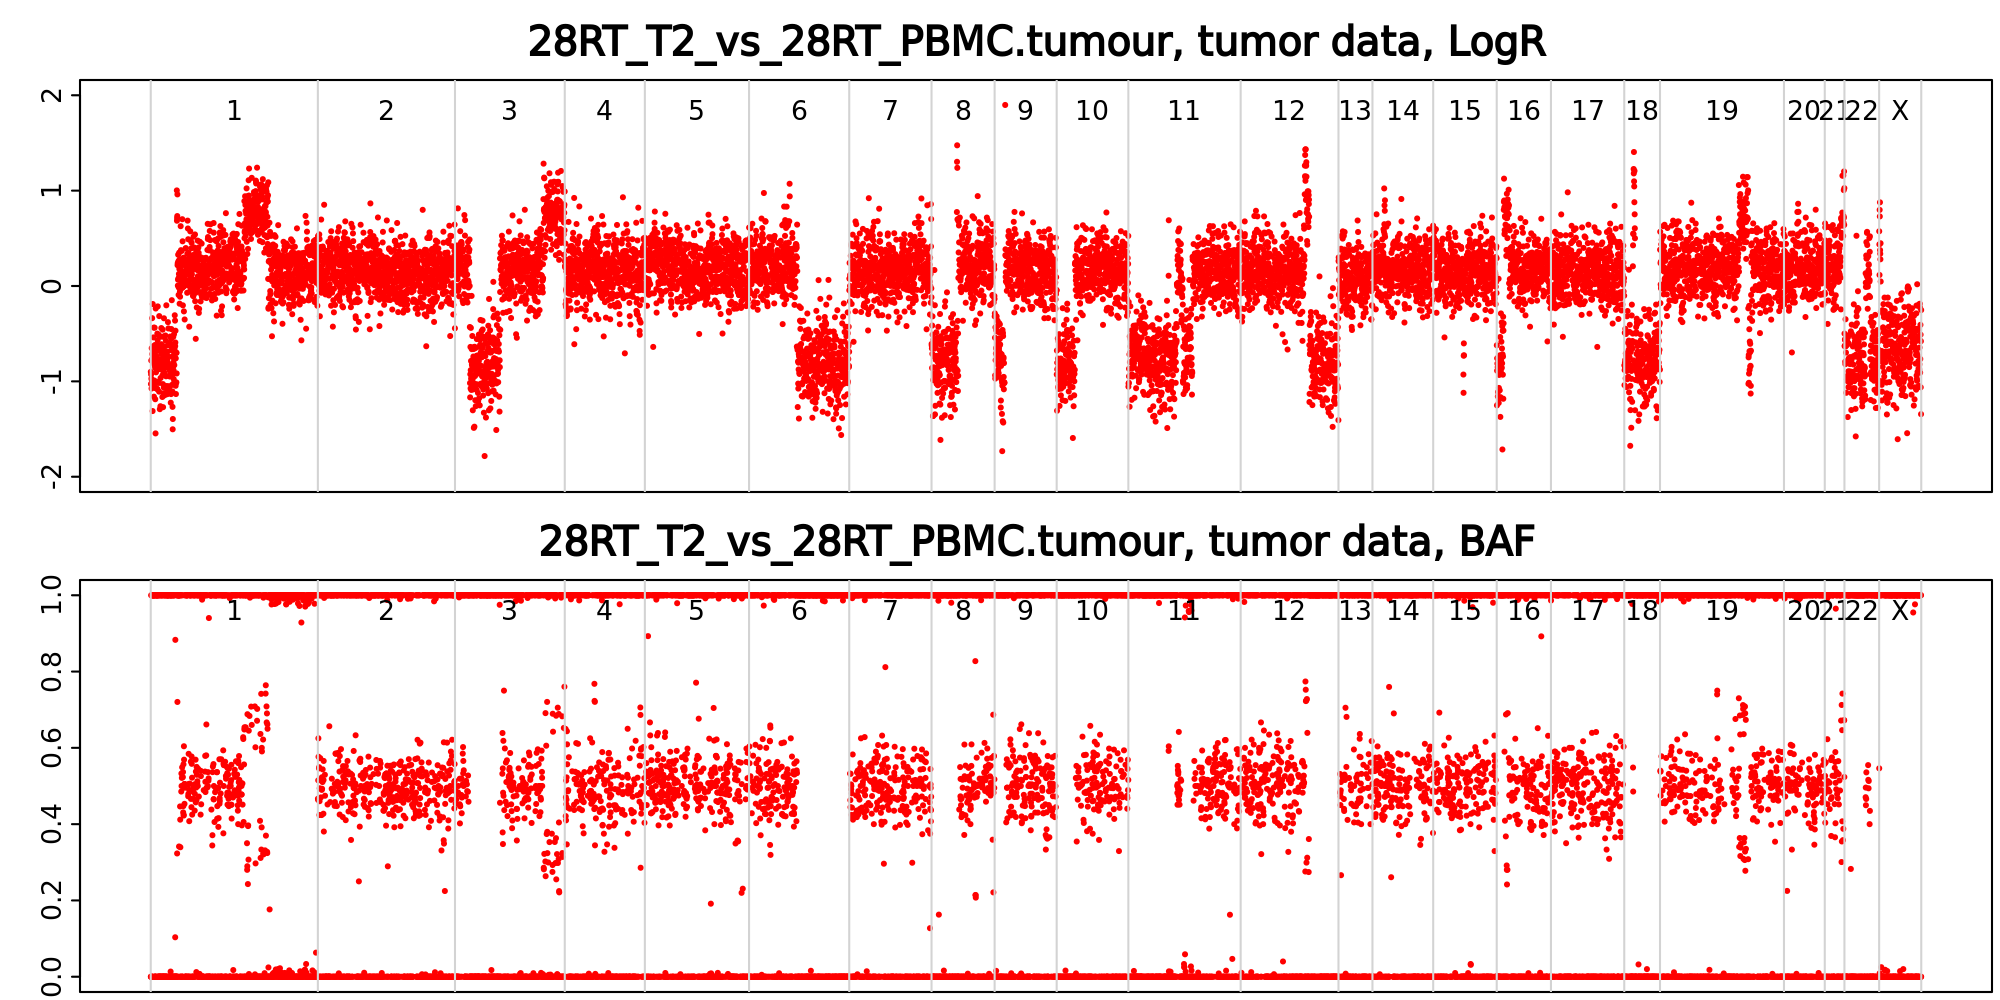 28RT_T2_vs_28RT_PBMC.tumour, tumor data, LogR
2
1
0
-1
-2
1 2 3 4 5 6 7 8 9 10 11 12 13 14 15 16 17 18 19 20 21 22 X
28RT_T2_vs_28RT_PBMC.tumour, tumor data, BAF
1.0
0.8
0.6
0.4
0.2
0.0
1 2 3 4 5 6 7 8 9 10 11 12 13 14 15 16 17 18 19 20 21 22 X